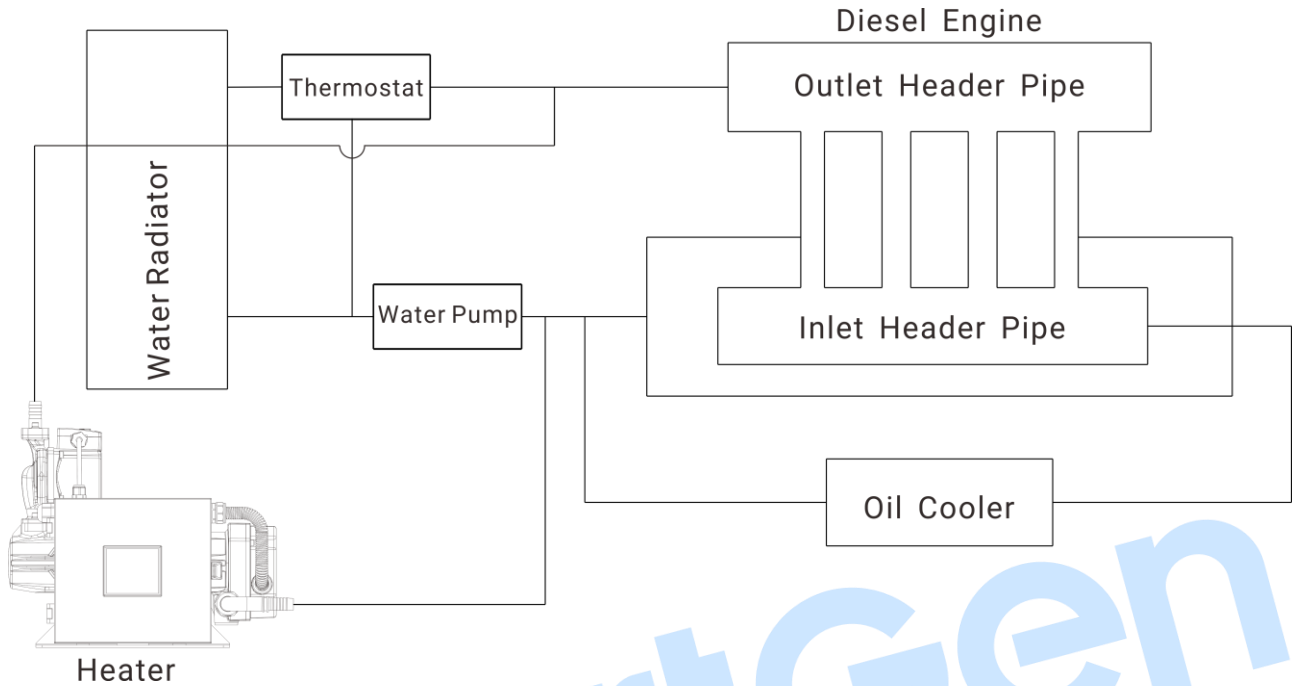 Diesel Engine
Thermostat
Outlet Header Pipe
Water Radiator
Water Pump
Inlet Header Pipe
Oil Cooler
Heater